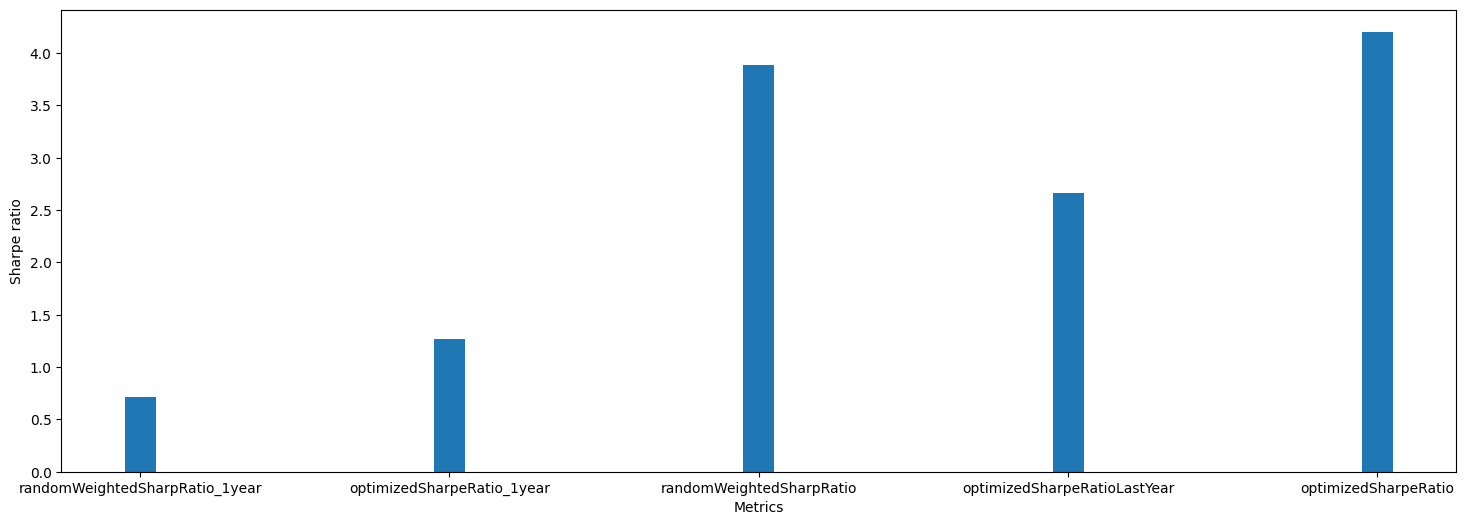 4.0
3.5
3.0
2.5
2.0
1.5
1.0
0.5
0.0
Sharpe ratio
randomWeightedSharpRatio_1year
optimizedSharpeRatio_1year
randomWeightedSharpRatio
optimizedSharpeRatioLastYear
optimizedSharpeRatio
Metrics